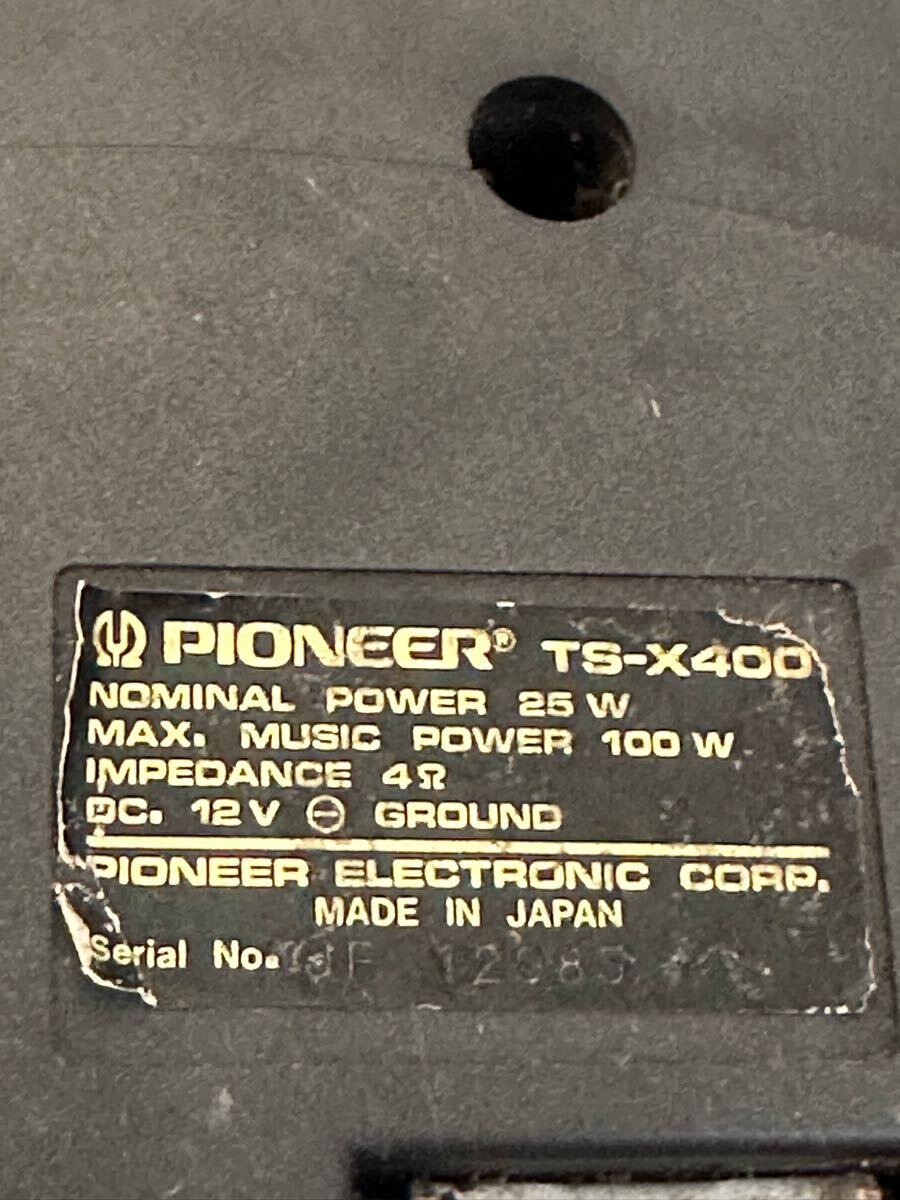 PIONEER® TS-X400
NOMINAL POWER 25 W
MAX. MUSIC POWER 100 W
IMPEDANCE 4Ω
DC. 12V ⊖ GROUND
PIONEER ELECTRONIC CORP.
MADE IN JAPAN
Serial No.